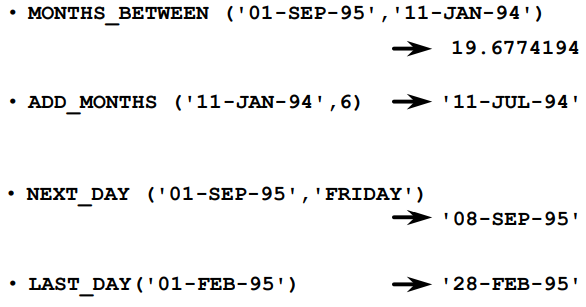 • MONTHS_BETWEEN ('01-SEP-95','11-JAN-94')
→ 19.6774194
• ADD_MONTHS ('11-JAN-94',6) → '11-JUL-94'
• NEXT_DAY ('01-SEP-95','FRIDAY')
→ '08-SEP-95'
• LAST_DAY('01-FEB-95') → '28-FEB-95'